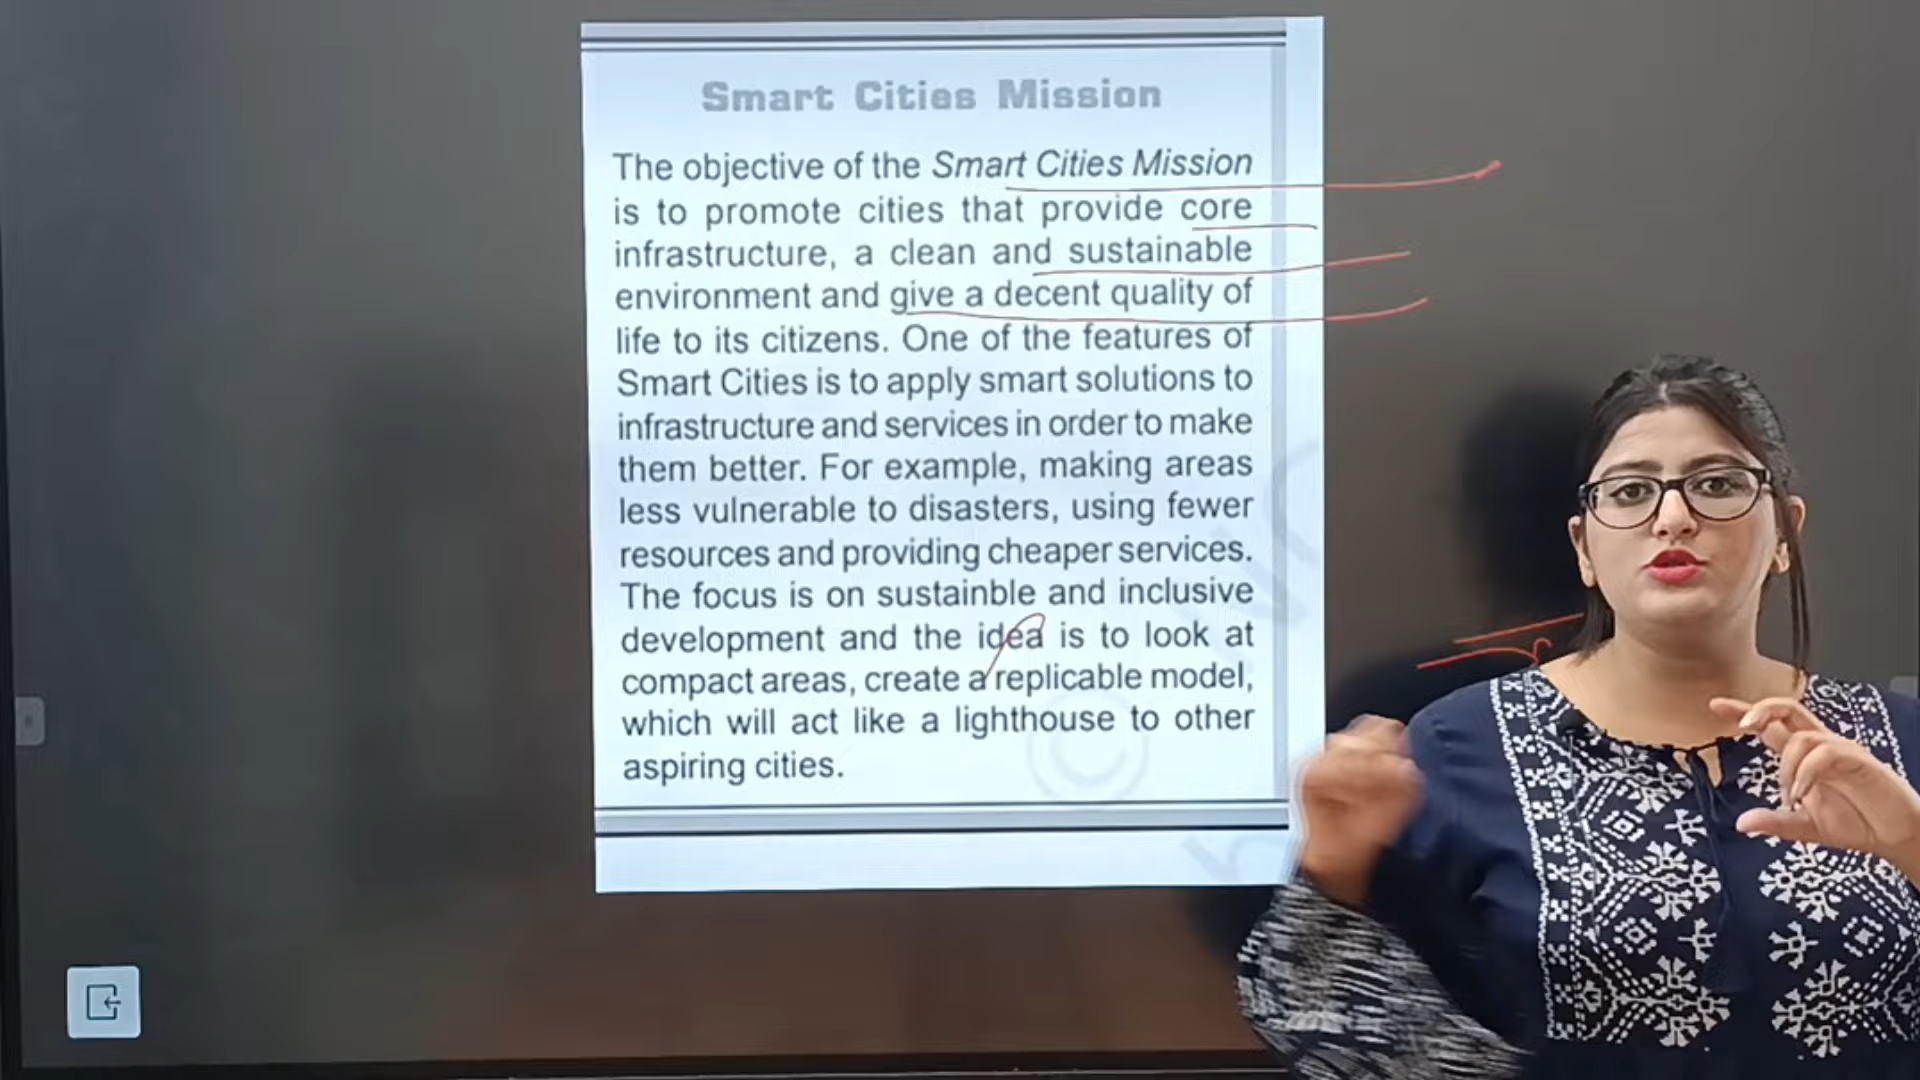 Smart Cities Mission
The objective of the Smart Cities Mission
is to promote cities that provide core
infrastructure, a clean and sustainable
environment and give a decent quality of
life to its citizens. One of the features of
Smart Cities is to apply smart solutions to
infrastructure and services in order to make
them better. For example, making areas
less vulnerable to disasters, using fewer
resources and providing cheaper services.
The focus is on sustainble and inclusive
development and the idea is to look at
compact areas, create a replicable model,
which will act like a lighthouse to other
aspiring cities.